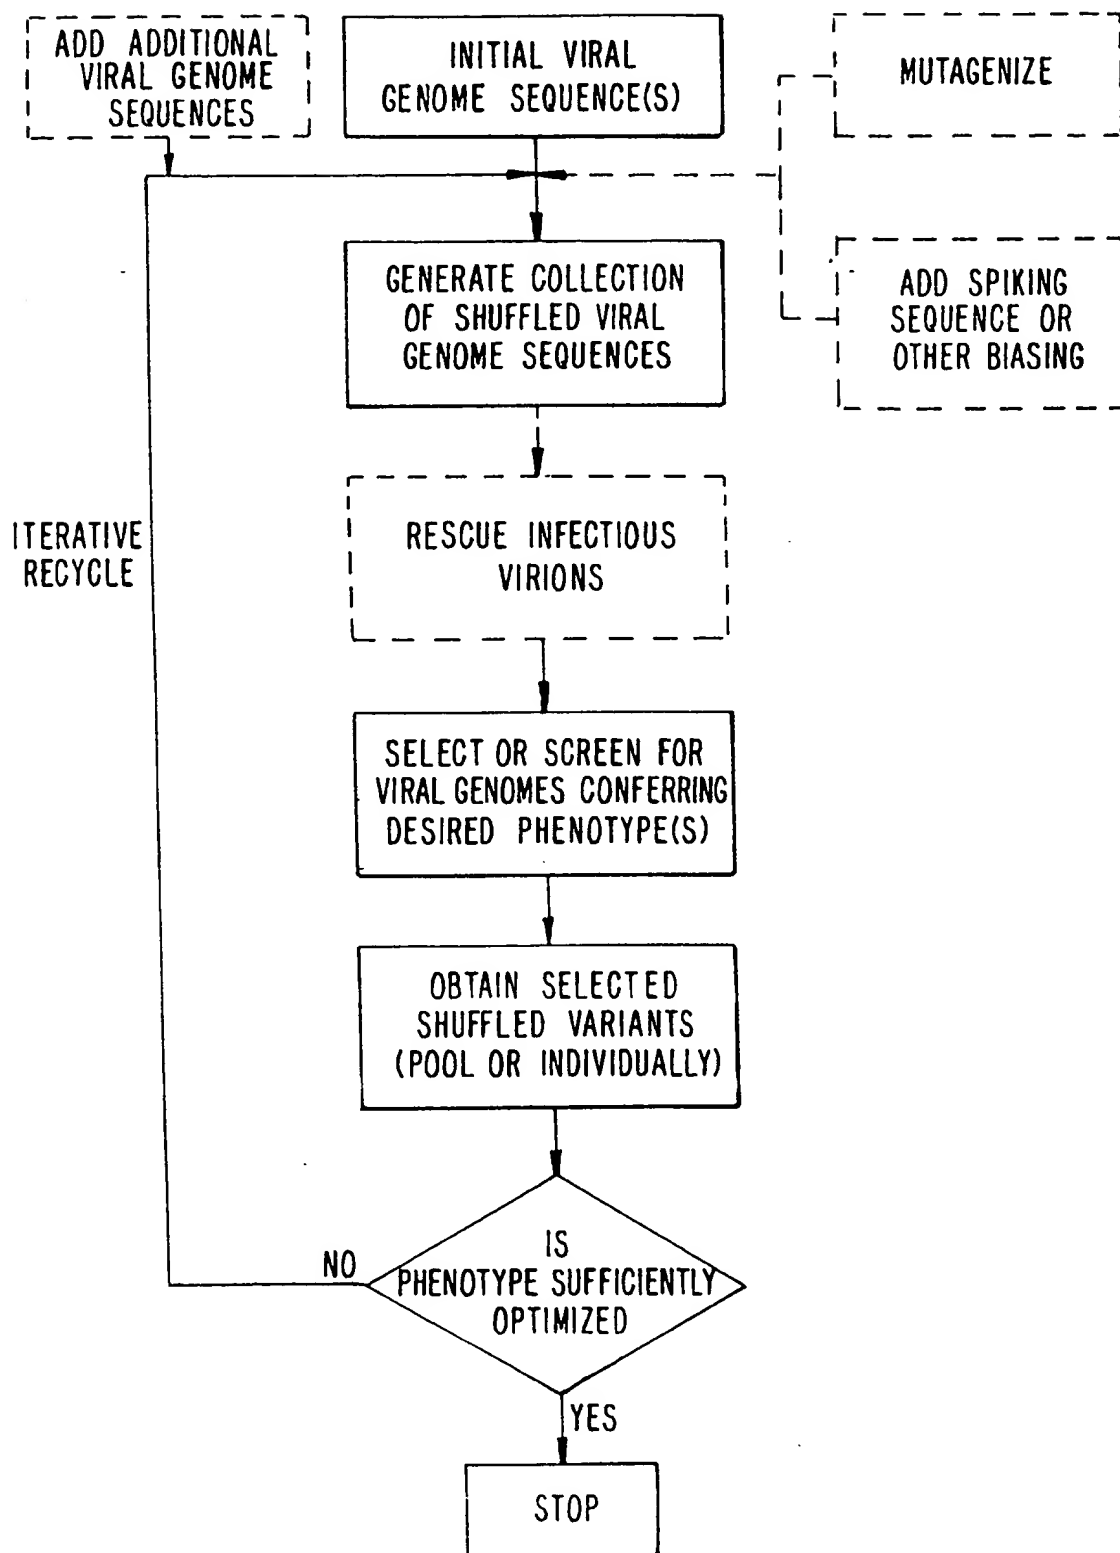 ADD ADDITIONAL
VIRAL GENOME
SEQUENCES
INITIAL VIRAL
GENOME SEQUENCE(S)
MUTAGENIZE
GENERATE COLLECTION
OF SHUFFLED VIRAL
GENOME SEQUENCES
ADD SPIKING
SEQUENCE OR
OTHER BIASING
RESCUE INFECTIOUS
VIRIONS
ITERATIVE
RECYCLE
SELECT OR SCREEN FOR
VIRAL GENOMES CONFERRING
DESIRED PHENOTYPE(S)
OBTAIN SELECTED
SHUFFLED VARIANTS
(POOL OR INDIVIDUALLY)
NO
IS
PHENOTYPE SUFFICIENTLY
OPTIMIZED
YES
STOP